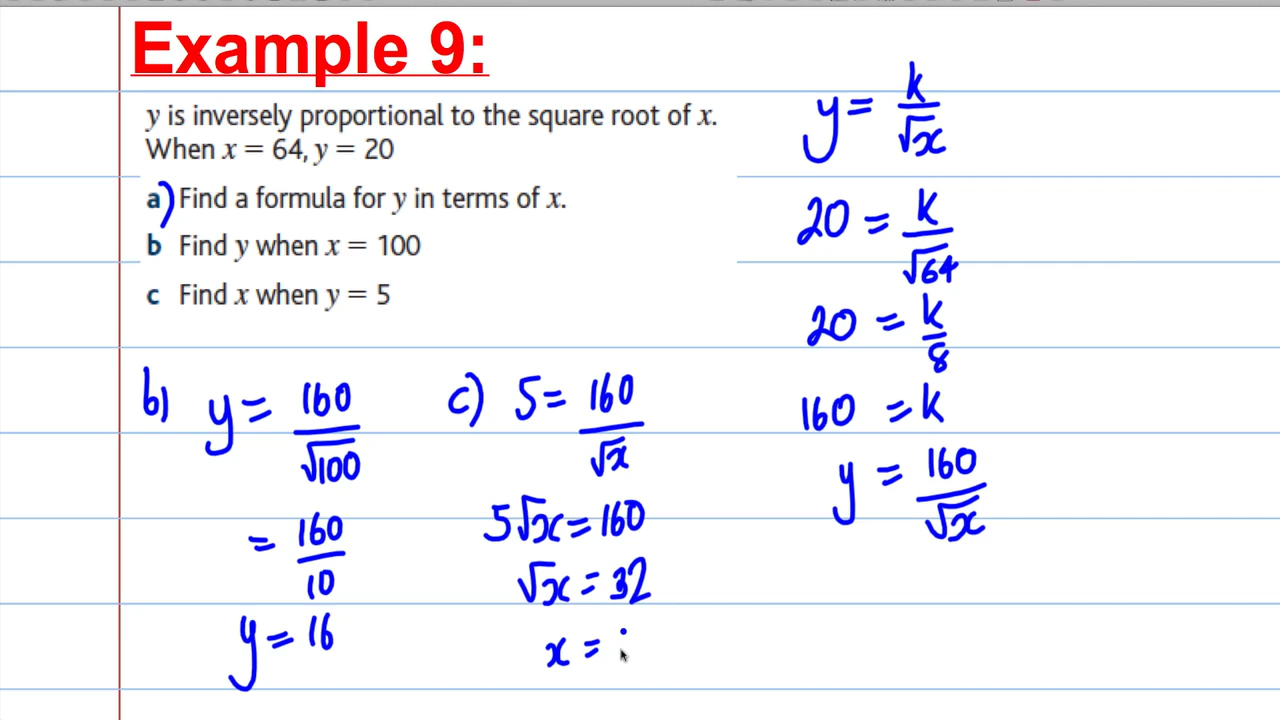 Example 9:
y is inversely proportional to the square root of x.
When x = 64, y = 20
a) Find a formula for y in terms of x.
b Find y when x = 100
c Find x when y = 5
y = k/√x
20 = k/√64
20 = k/8
160 = k
y = 160/√x
b) y = 160/√100
= 160/10
y = 16
c) 5 = 160/√x
5√x = 160
√x = 32
x =